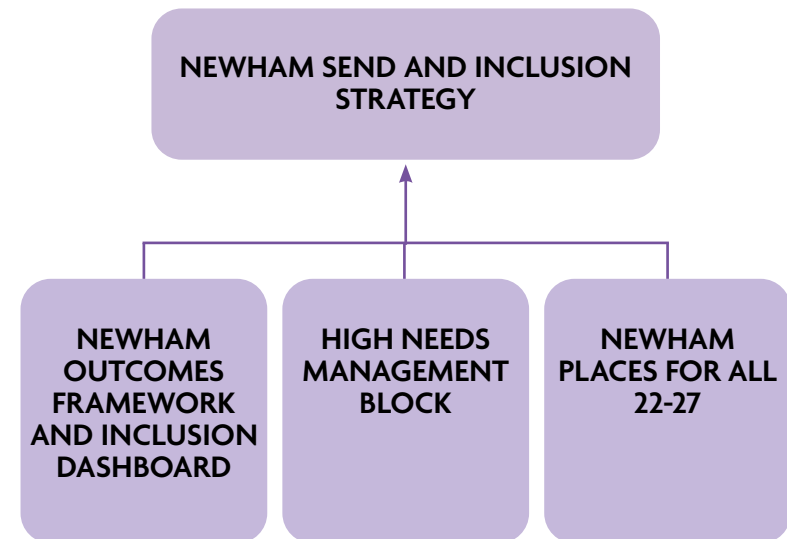 NEWHAM SEND AND INCLUSION
STRATEGY
NEWHAM
OUTCOMES
FRAMEWORK
AND INCLUSION
DASHBOARD
HIGH NEEDS
MANAGEMENT
BLOCK
NEWHAM
PLACES FOR ALL
22-27